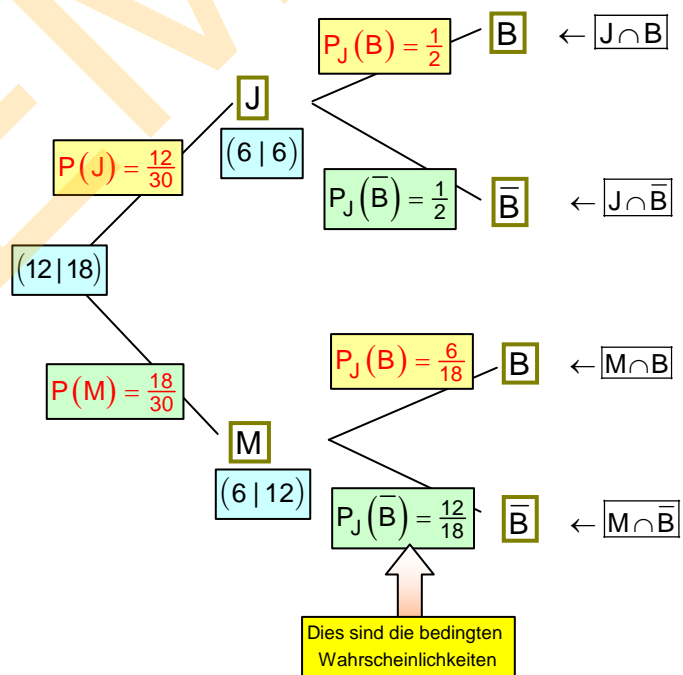 P_J(B) = 1/2
B
← J∩B
J
(6 | 6)
P(J) = 12/30
P_J(B̅) = 1/2
B̅
← J∩B̅
(12 | 18)
P_J(B) = 6/18
B
← M∩B
P(M) = 18/30
M
(6 | 12)
P_J(B̅) = 12/18
B̅
← M∩B̅
Dies sind die bedingten
Wahrscheinlichkeiten